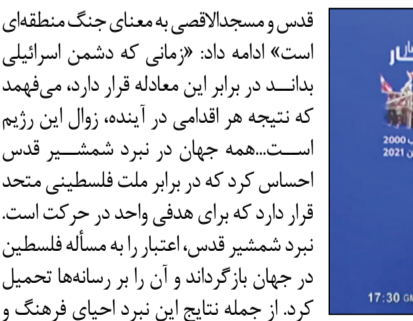 قدس و مسجدالاقصی به معنای جنگ منطقه‌ای
است» ادامه داد: «زمانی که دشمن اسرائیلی
بداند در برابر این معادله قرار دارد، می‌فهمد
که نتیجه هر اقدامی در آینده، زوال این رژیم
است...همه جهان در نبرد شمشیر قدس
احساس کرد که در برابر ملت فلسطینی متحد
قرار دارد که برای هدفی واحد در حرکت است.
نبرد شمشیر قدس، اعتبار را به مسأله فلسطین
در جهان بازگرداند و آن را بر رسانه‌ها تحمیل
کرد. از جمله نتایج این نبرد احیای فرهنگ و
2000
2021
17:30